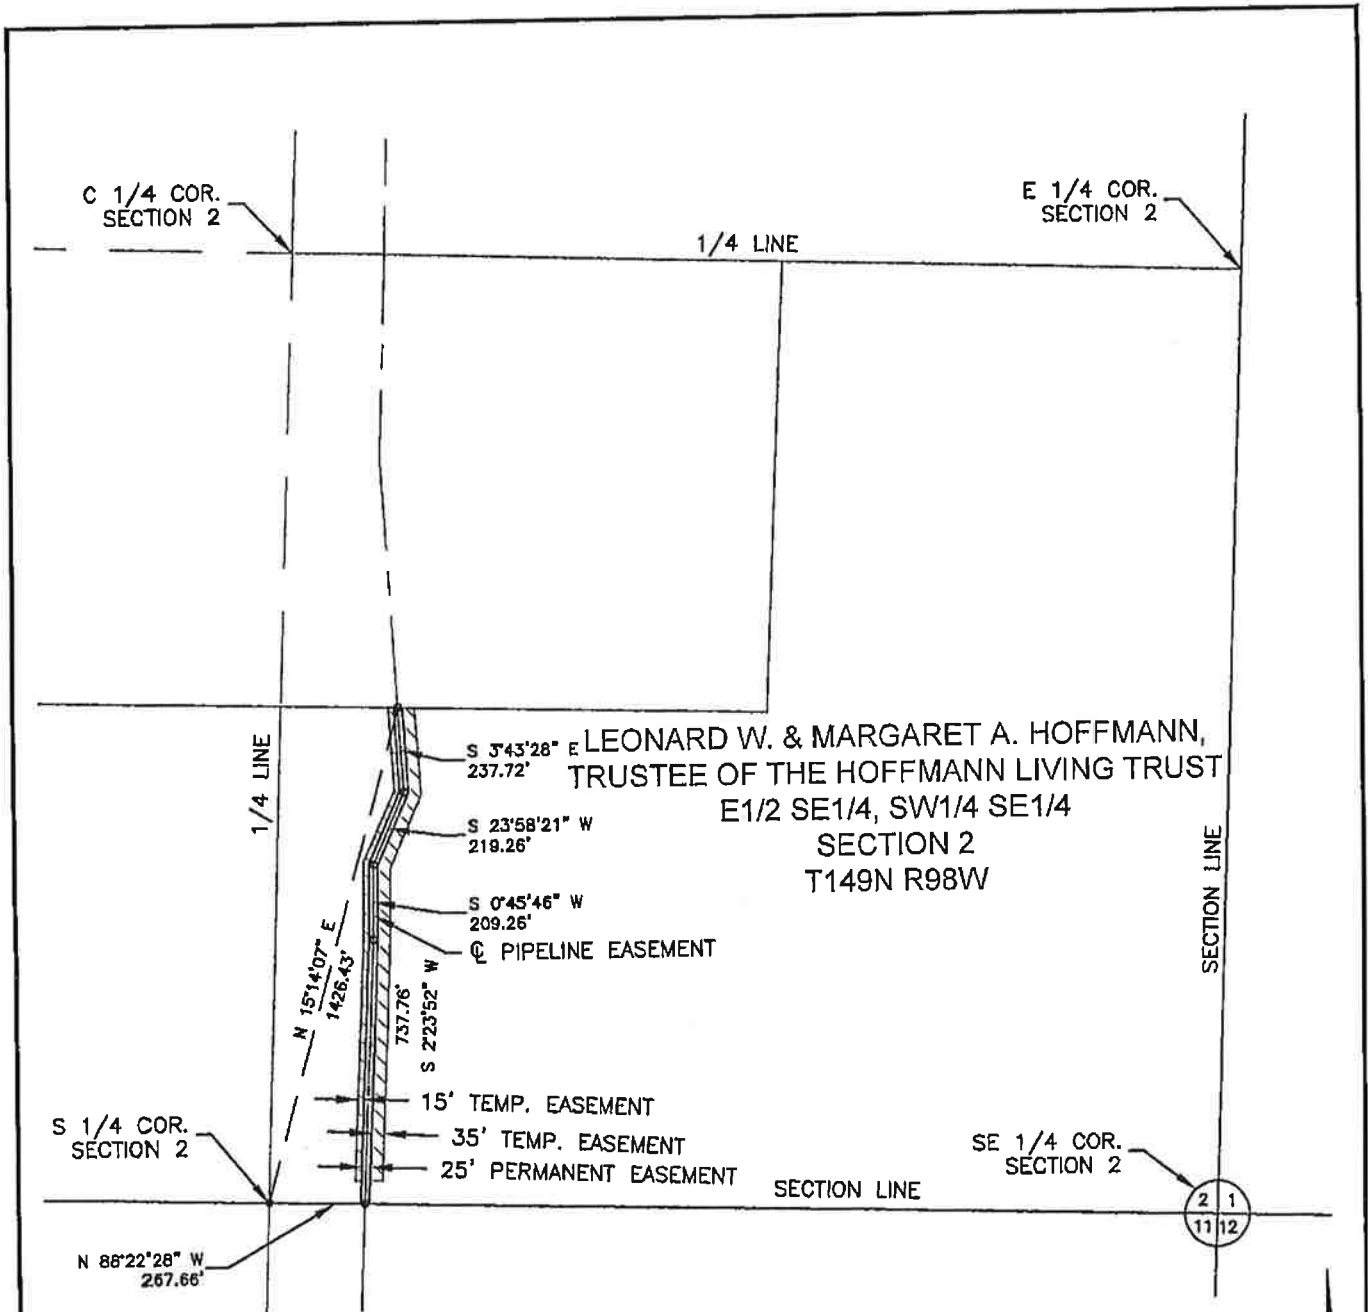 C 1/4 COR.
SECTION 2
E 1/4 COR.
SECTION 2
1/4 LINE
1/4 LINE
S 3°43'28" E
237.72'
LEONARD W. & MARGARET A. HOFFMANN,
TRUSTEE OF THE HOFFMANN LIVING TRUST
E1/2 SE1/4, SW1/4 SE1/4
SECTION 2
T149N R98W
S 23°58'21" W
219.26'
S 0°45'46" W
209.26'
℄ PIPELINE EASEMENT
SECTION LINE
N 15°14'07" E
1426.43'
737.76'
S 2°23'52" W
15' TEMP. EASEMENT
35' TEMP. EASEMENT
25' PERMANENT EASEMENT
S 1/4 COR.
SECTION 2
SE 1/4 COR.
SECTION 2
SECTION LINE
2 1
11 12
N 88°22'28" W
267.66'